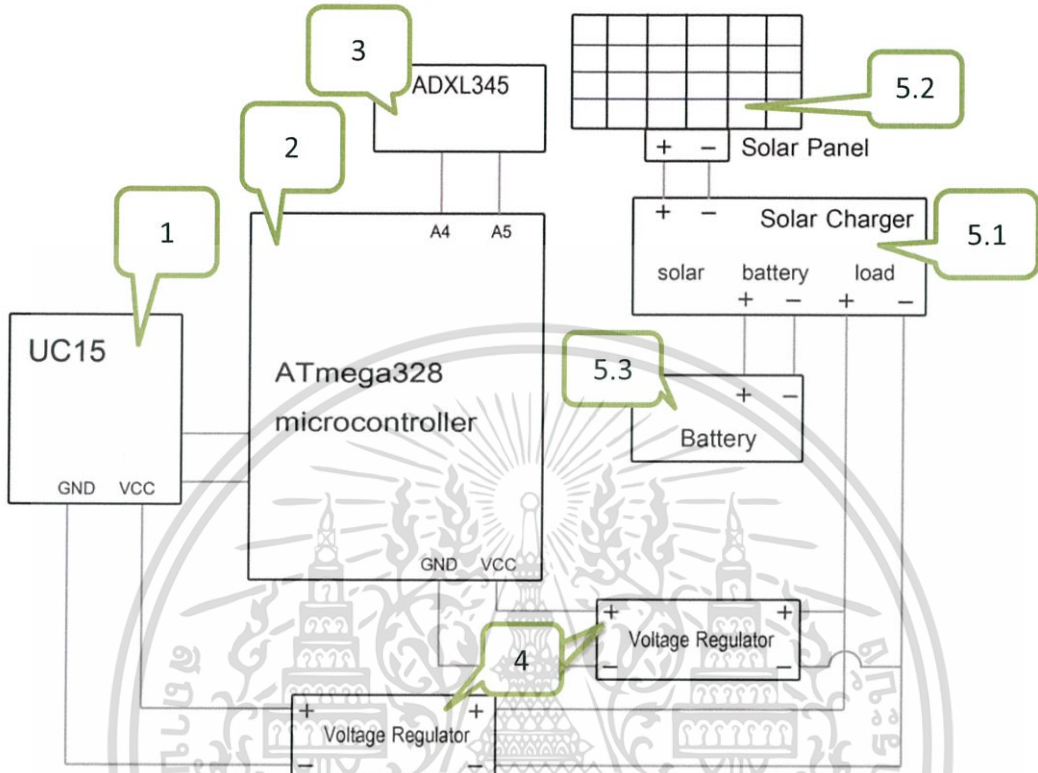 3
ADXL345
5.2
+ −
Solar Panel
2
A4 A5
+ −
Solar Charger
5.1
1
solar battery load
+ − + −
UC15
5.3
+ −
Battery
ATmega328
microcontroller
GND VCC
GND VCC
+ +
Voltage Regulator
− −
4
+ +
Voltage Regulator
− −